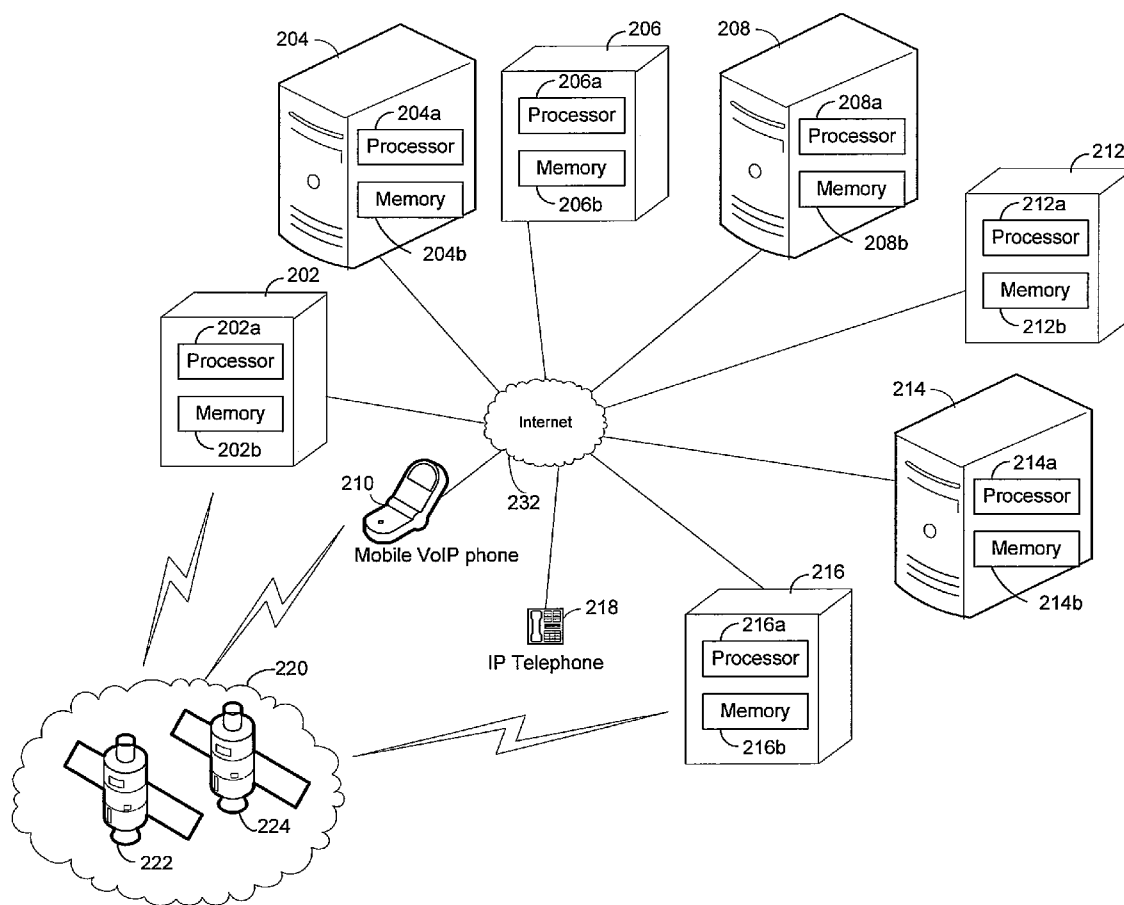 204
204a
Processor
Memory
204b
206
206a
Processor
Memory
206b
208
208a
Processor
Memory
208b
212
212a
Processor
Memory
212b
202
202a
Processor
Memory
202b
Internet
232
210
Mobile VoIP phone
214
214a
Processor
Memory
214b
218
IP Telephone
216
216a
Processor
Memory
216b
220
222
224